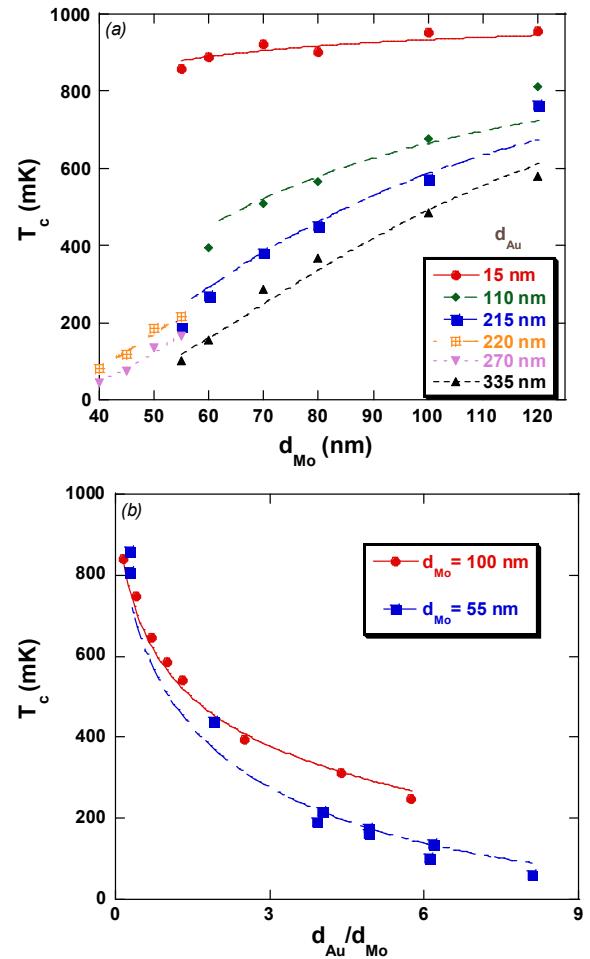 (a)
1000
800
600
400
200
0
T_c (mK)
d_Au
15 nm
110 nm
215 nm
220 nm
270 nm
335 nm
40 50 60 70 80 90 100 110 120
d_Mo (nm)
(b)
1000
800
600
400
200
0
T_c (mK)
d_Mo = 100 nm
d_Mo = 55 nm
0 3 6 9
d_Au/d_Mo